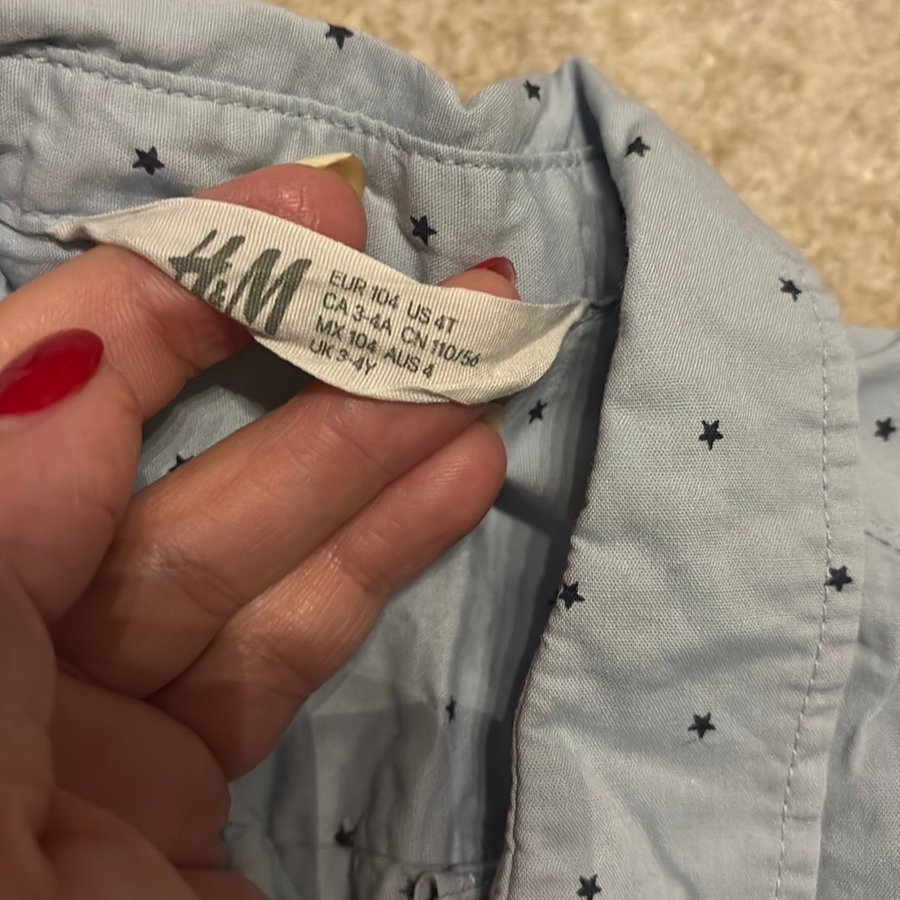 H&M
EUR 104 US 4T
CA 3-4A CN 110/56
MX 104 AUS 4
UK 3-4Y